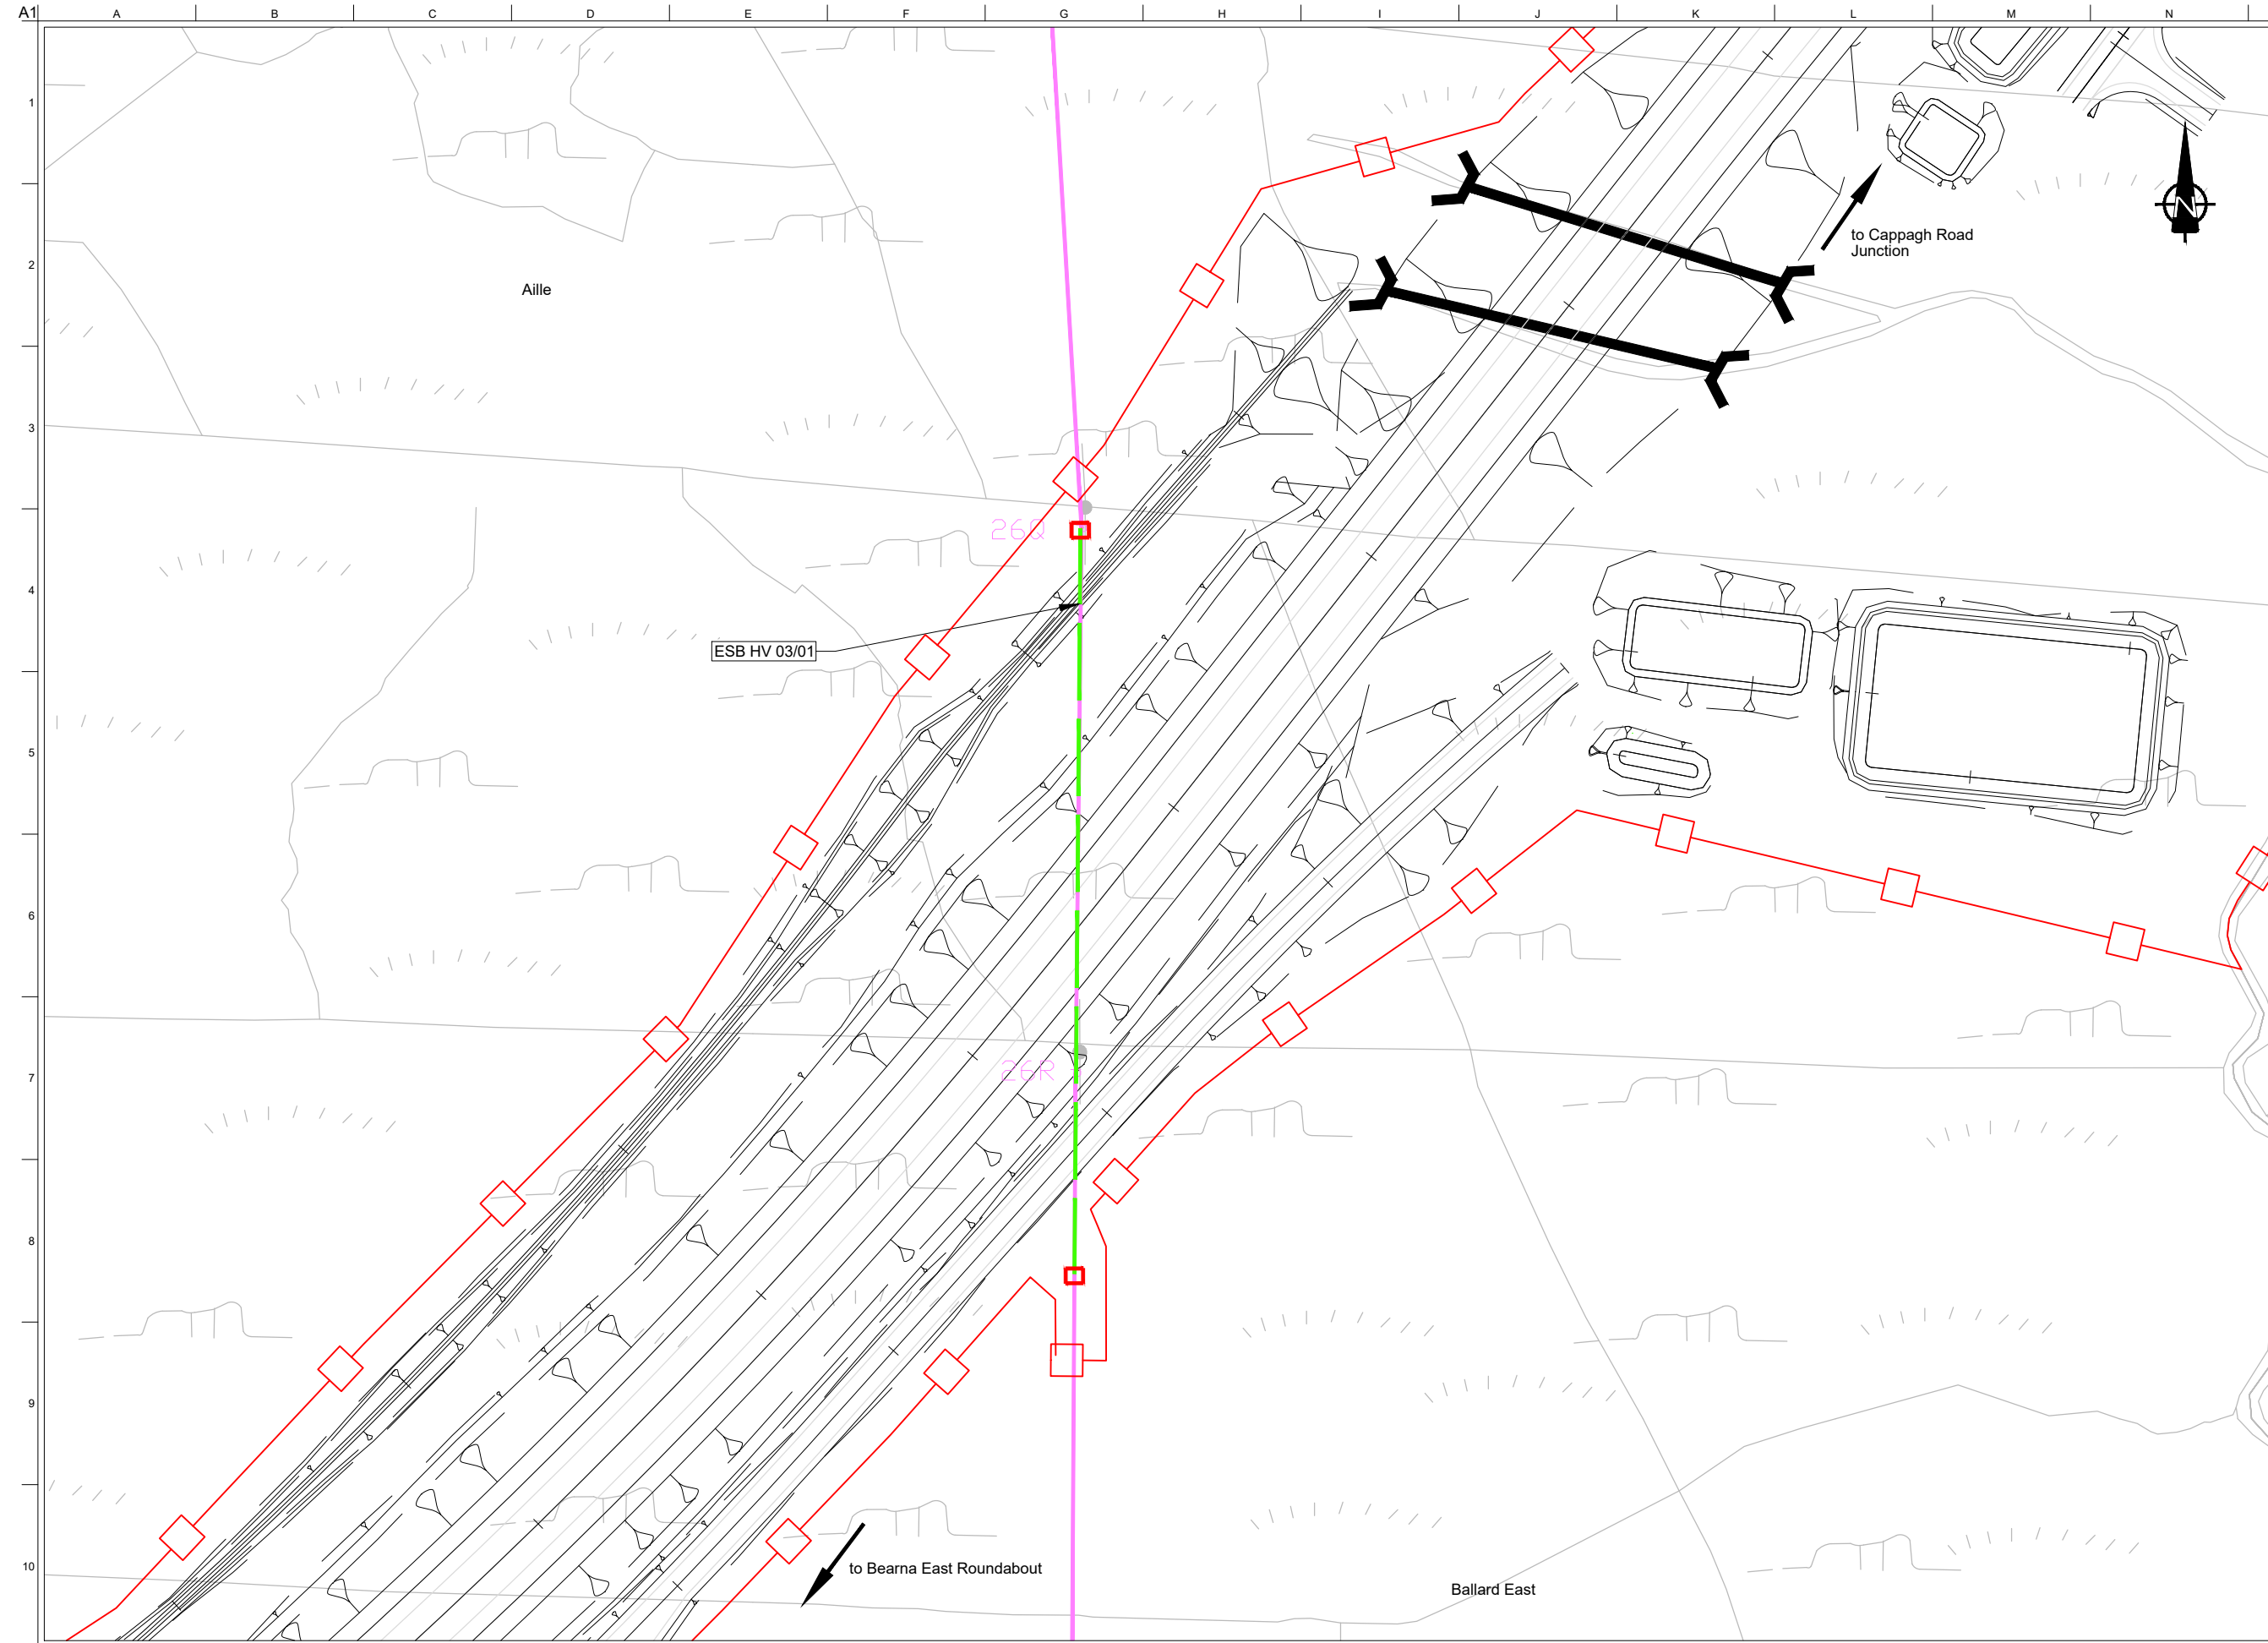 A1
A B C D E F G H I J K L M N
1
N
to Cappagh Road
Junction
2
Aille
3
26Q
4
ESB HV 03/01
5
6
7
26R
8
9
10
to Bearna East Roundabout
Ballard East